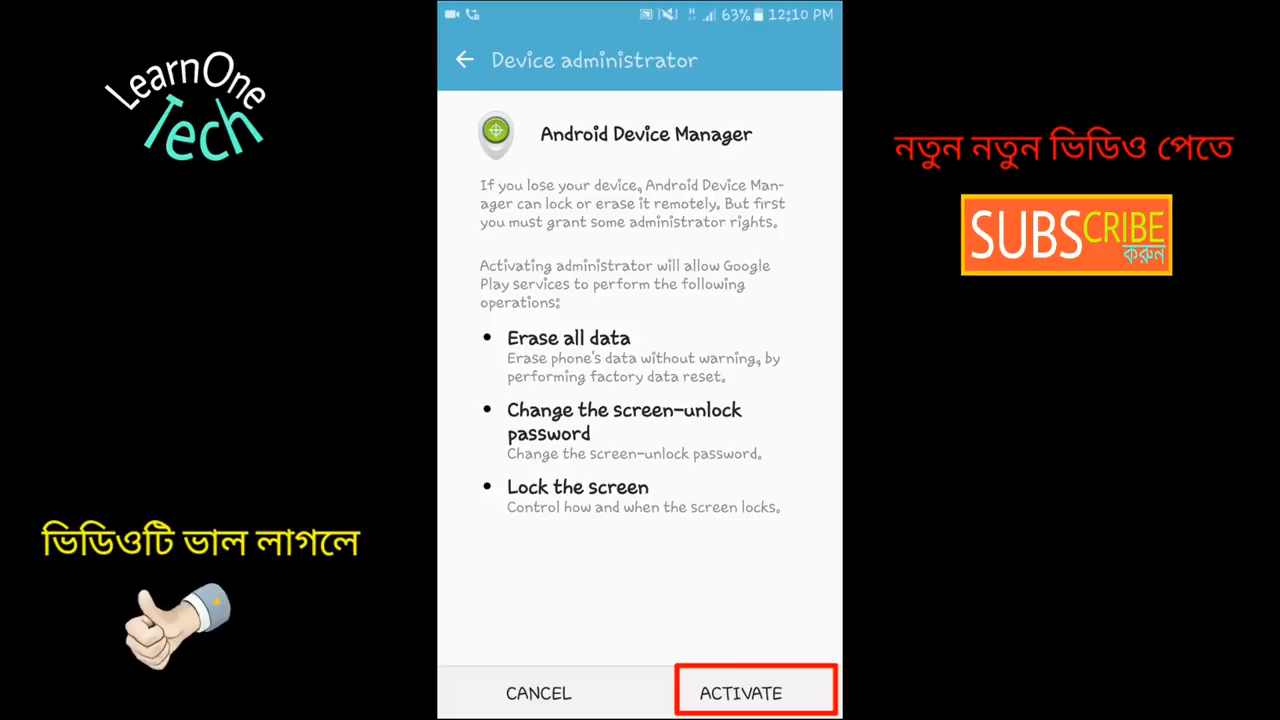 LearnOne
Tech
63% 12:10 PM
Device administrator
Android Device Manager
If you lose your device, Android Device Man-
ager can lock or erase it remotely. But first
you must grant some administrator rights.
Activating administrator will allow Google
Play services to perform the following
operations:
• Erase all data
Erase phone's data without warning, by
performing factory data reset.
• Change the screen-unlock
password
Change the screen-unlock password.
• Lock the screen
Control how and when the screen locks.
CANCEL
ACTIVATE
নতুন নতুন ভিডিও পেতে
SUBSCRIBE
করুন
ভিডিওটি ভাল লাগলে